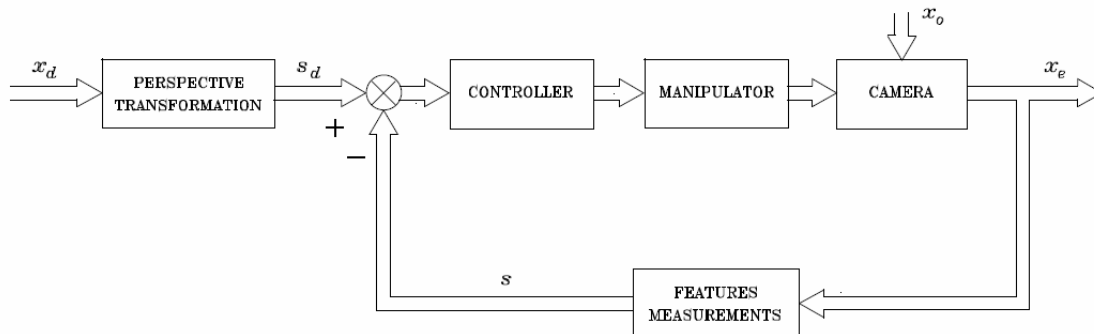 x_o
x_d
s_d
x_e
PERSPECTIVE
TRANSFORMATION
CONTROLLER
MANIPULATOR
CAMERA
+
−
s
FEATURES
MEASUREMENTS